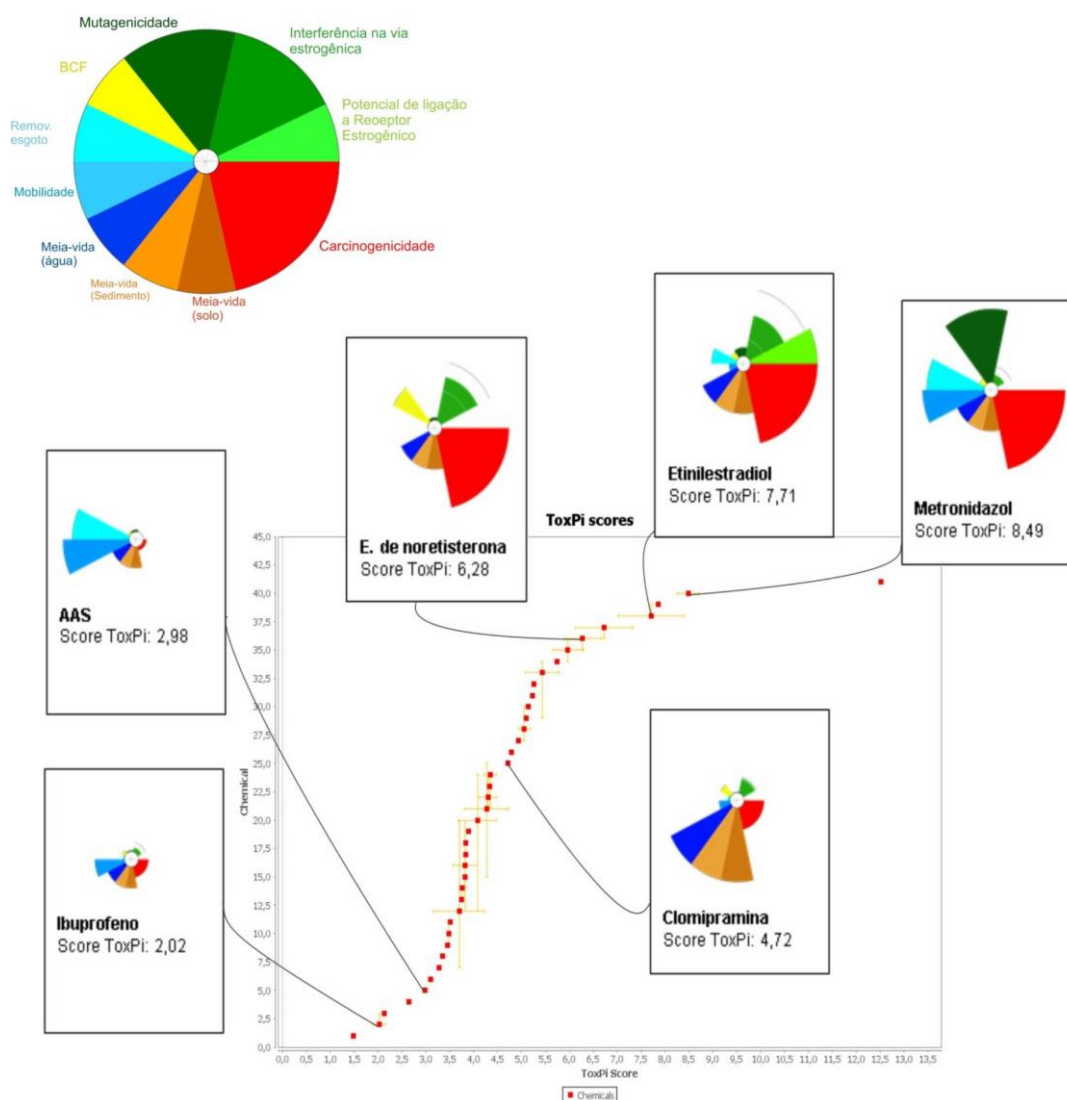 Mutagenicidade
Interferência na via
estrogênica
BCF
Potencial de ligação
a Reoeptor
Estrogênico
Remov.
esgoto
Mobilidade
Carcinogenicidade
Meia-vida
(água)
Meia-vida
(Sedimento)
Meia-vida
(solo)
Etinilestradiol
Score ToxPi: 7,71
Metronidazol
Score ToxPi: 8,49
E. de noretisterona
Score ToxPi: 6,28
AAS
Score ToxPi: 2,98
Ibuprofeno
Score ToxPi: 2,02
Clomipramina
Score ToxPi: 4,72
ToxPi scores
45,0
42,5
40,0
37,5
35,0
32,5
30,0
27,5
25,0
22,5
20,0
17,5
15,0
12,5
10,0
7,5
5,0
2,5
0,0
Chemical
0,0 0,5 1,0 1,5 2,0 2,5 3,0 3,5 4,0 4,5 5,0 5,5 6,0 6,5 7,0 7,5 8,0 8,5 9,0 9,5 10,0 10,5 11,0 11,5 12,0 12,5 13,0 13,5
ToxPi Score
Chemicals